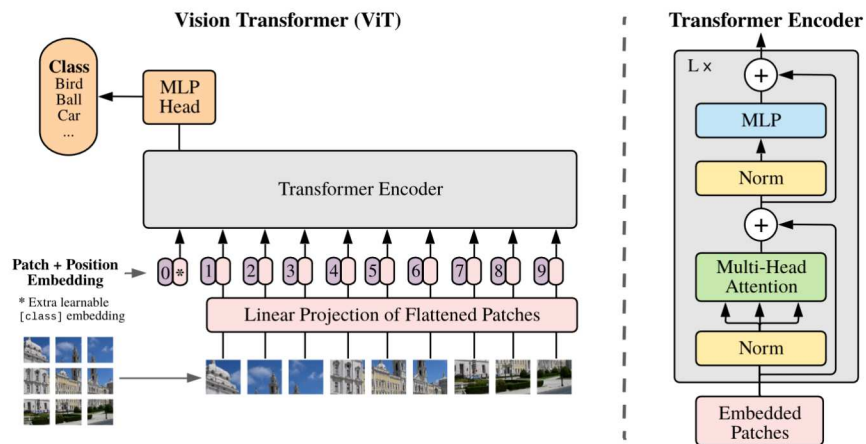 Vision Transformer (ViT)
Class
Bird
Ball
Car
...
MLP
Head
Transformer Encoder
Patch + Position
Embedding
0 * 1 2 3 4 5 6 7 8 9
* Extra learnable
[class] embedding
Linear Projection of Flattened Patches
Transformer Encoder
L ×
+
MLP
Norm
+
Multi-Head
Attention
Norm
Embedded
Patches